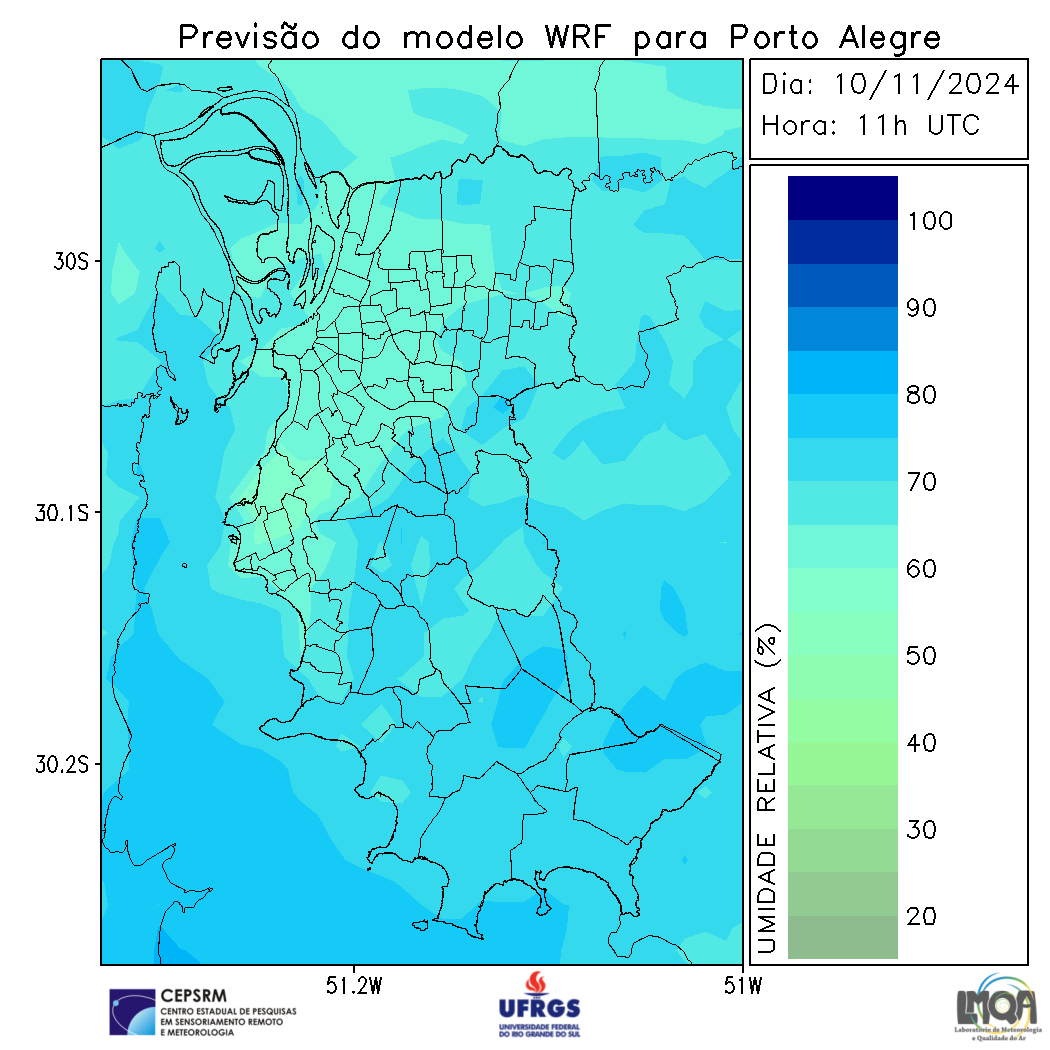 Previsão do modelo WRF para Porto Alegre
Dia: 10/11/2024
Hora: 11h UTC
30S
30.1S
30.2S
51.2W
51W
100
90
80
70
60
50
40
30
20
UMIDADE RELATIVA (%)
CEPSRM
CENTRO ESTADUAL DE PESQUISAS
EM SENSORIAMENTO REMOTO
E METEOROLOGIA
UFRGS
UNIVERSIDADE FEDERAL
DO RIO GRANDE DO SUL
LMQA
Laboratório de Meteorologia
e Qualidade do Ar